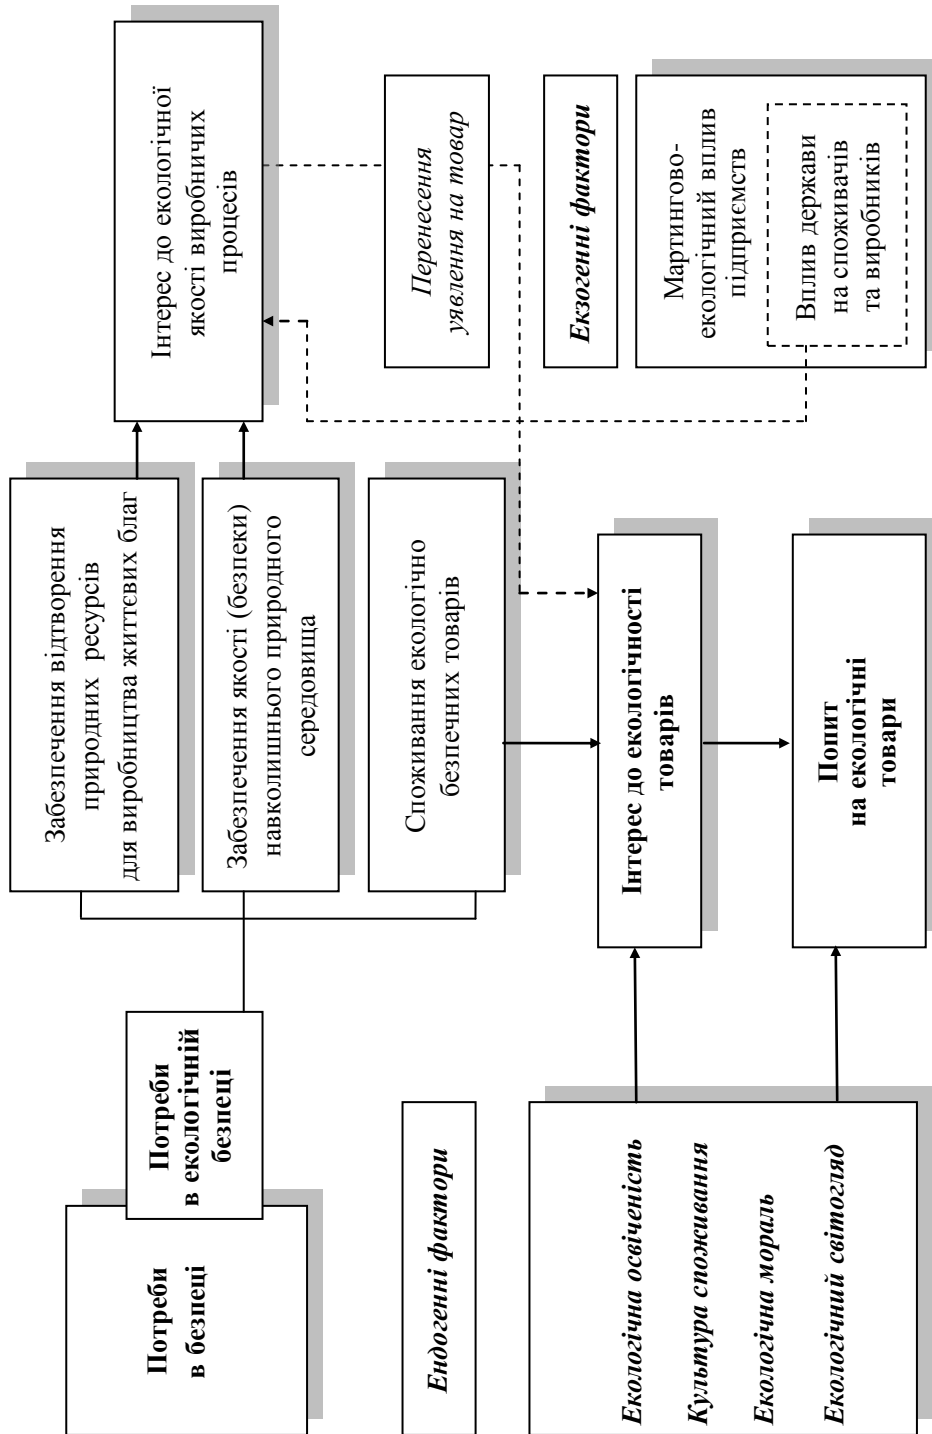 Потреби
в безпеці
Потреби
в екологічній
безпеці
Забезпечення відтворення
природних ресурсів
для виробництва життєвих благ
Забезпечення якості (безпеки)
навколишнього природного
середовища
Споживання екологічно
безпечних товарів
Інтерес до екологічної
якості виробничих
процесів
Перенесення
уявлення на товар
Ендогенні фактори
Екзогенні фактори
Екологічна освіченість
Культура споживання
Екологічна мораль
Екологічний світогляд
Інтерес до екологічності
товарів
Попит
на екологічні
товари
Мартингово-
екологічний вплив
підприємств
Вплив держави
на споживачів
та виробників